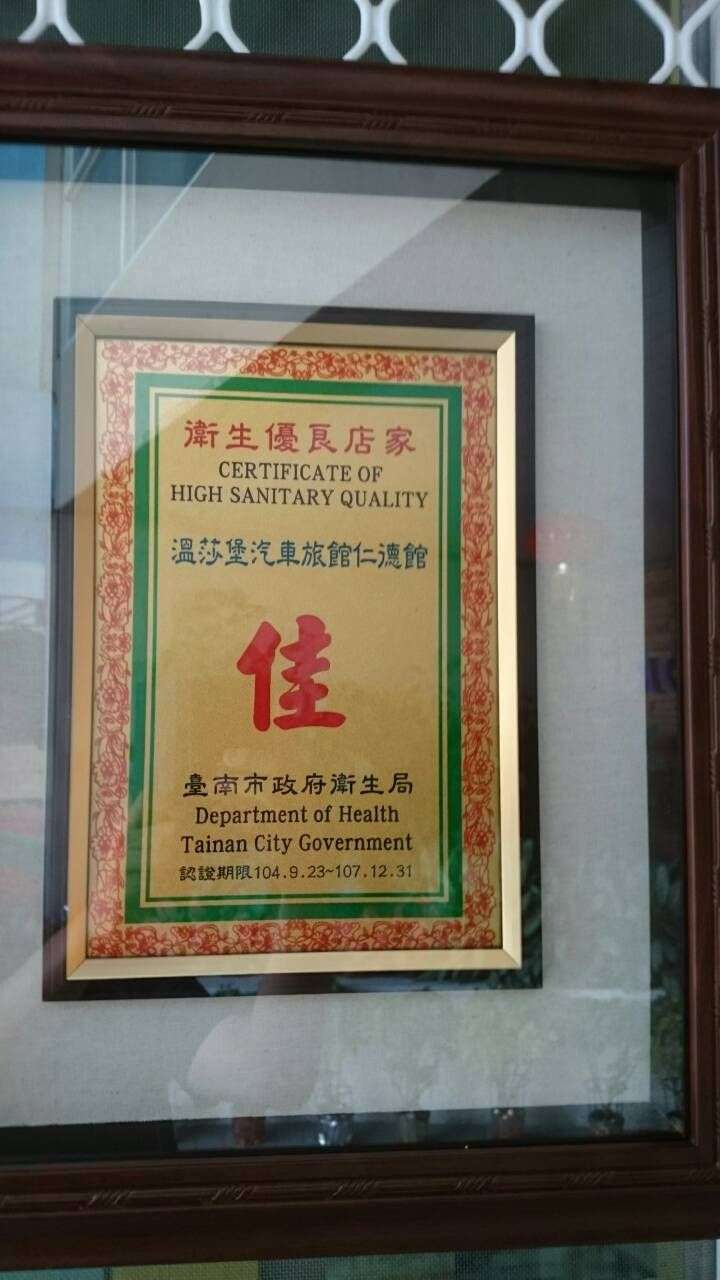 衛生優良店家
CERTIFICATE OF
HIGH SANITARY QUALITY
溫莎堡汽車旅館仁德館
佳
臺南市政府衛生局
Department of Health
Tainan City Government
認證期限104.9.23~107.12.31